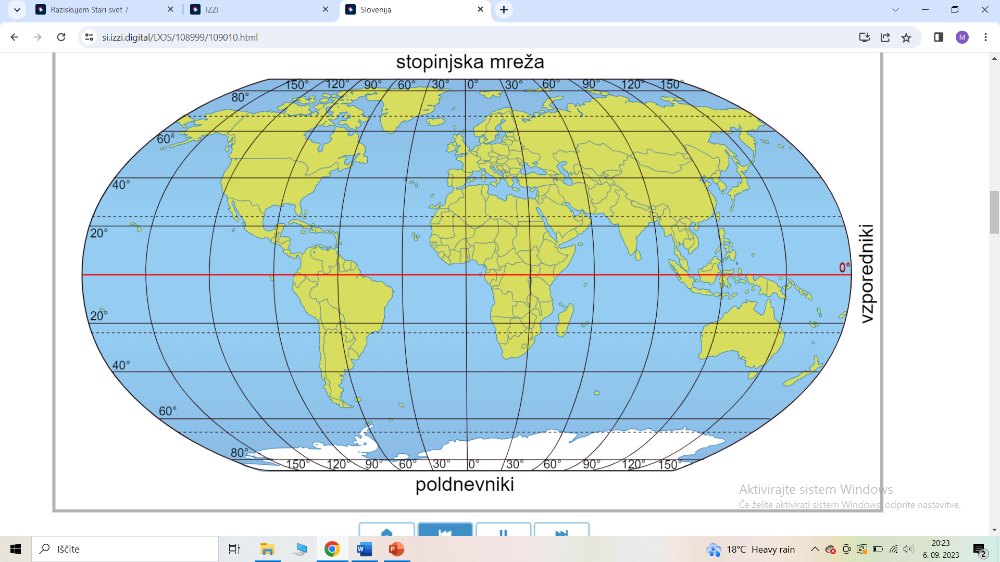 Raziskujem Stari svet 7
IZZI
Slovenija
si.izzi.digital/DOS/108999/109010.html
M
stopinjska mreža
150° 120° 90° 60° 30° 0° 30° 60° 90° 120° 150°
80°
60°
40°
20°
0°
vzporedniki
20°
40°
60°
80°
150° 120° 90° 60° 30° 0° 30° 60° 90° 120° 150°
poldnevniki
Aktivirajte sistem Windows
Če želite aktivirati sistem Windows, odprite nastavitve.
Iščite
18°C Heavy rain
20:23
6. 09. 2023
2